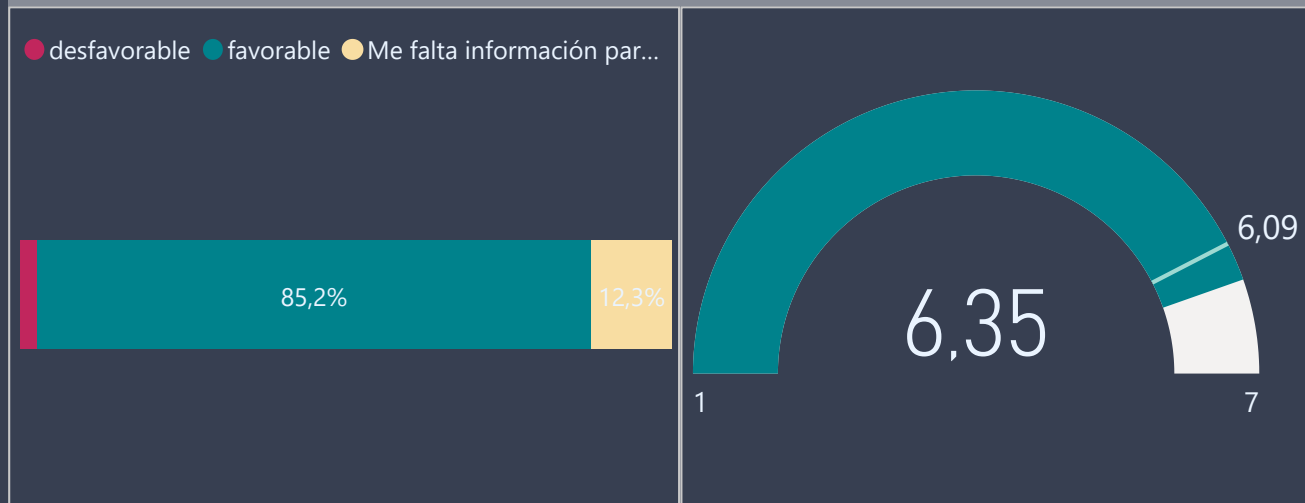 desfavorable favorable Me falta información par...
85,2% 12,3%
6,09
6,35
1 7